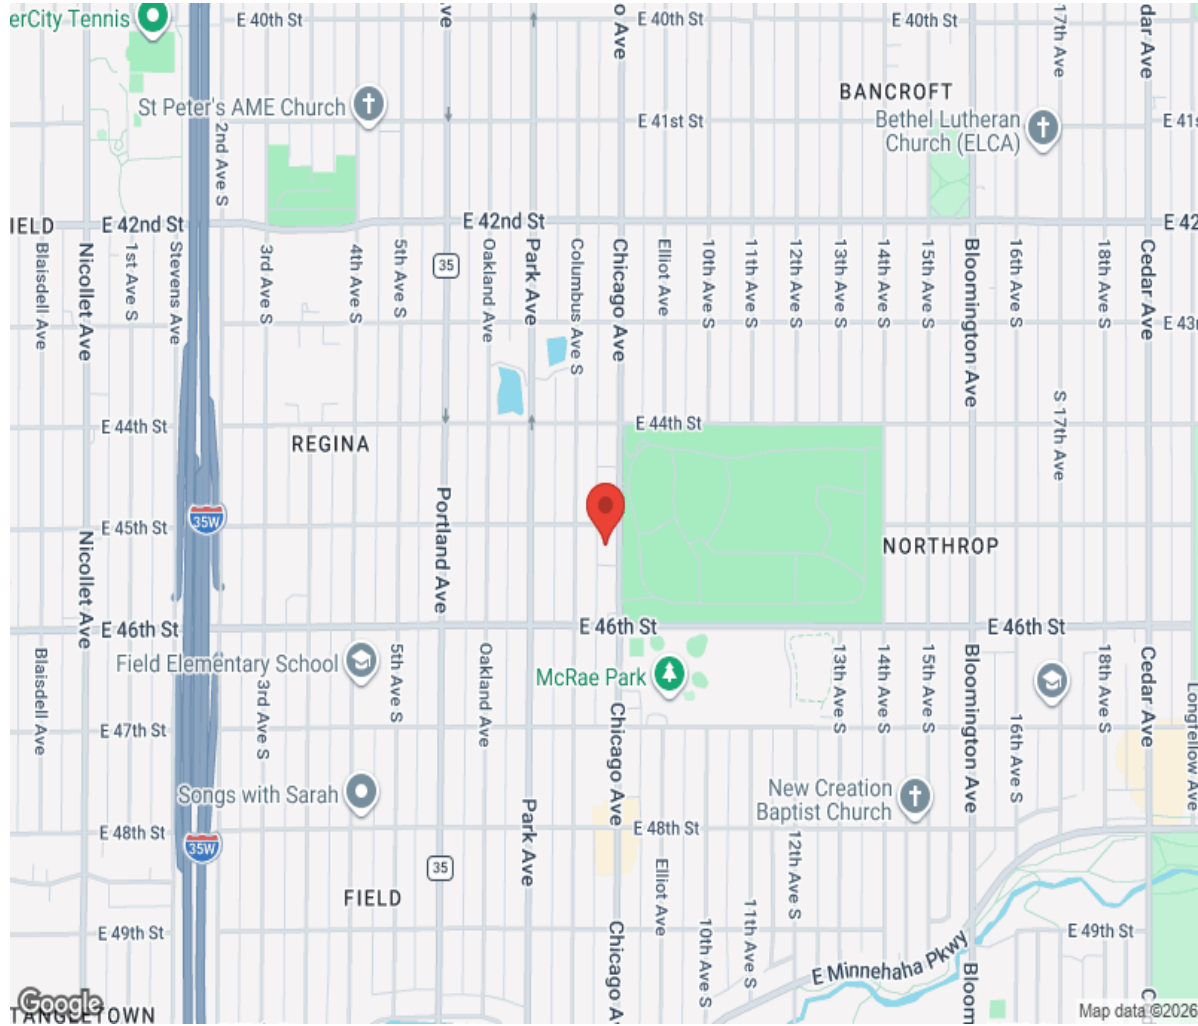 erCity Tennis
E 40th St
ve
o Ave
E 40th St
17th Ave
dar Ave
BANCROFT
St Peter's AME Church
E 41st St
Bethel Lutheran
Church (ELCA)
E 41s
2nd Ave S
IELD
E 42nd St
E 42nd St
E 42
Blaisdell Ave
Nicollet Ave
1st Ave S
Stevens Ave
3rd Ave S
4th Ave S
5th Ave S
35
Oakland Ave
Park Ave
Columbus Ave S
Chicago Ave
Elliot Ave
10th Ave S
11th Ave S
12th Ave S
13th Ave S
14th Ave S
15th Ave S
Bloomington Ave
16th Ave S
18th Ave S
Cedar Ave
E 43r
S 17th Ave
E 44th St
E 44th St
REGINA
35W
E 45th St
Portland Ave
Nicollet Ave
NORTHROP
E 46th St
E 46th St
E 46th St
Field Elementary School
McRae Park
Blaisdell Ave
3rd Ave S
5th Ave S
Oakland Ave
13th Ave S
14th Ave S
15th Ave S
Bloomington Ave
16th Ave S
18th Ave S
Cedar Ave
Longfellow Ave
E 47th St
Chicago Ave
Songs with Sarah
New Creation
Baptist Church
Park Ave
E 48th St
E 48th St
35W
35
Elliot Ave
12th Ave S
FIELD
11th Ave S
10th Ave S
E 49th St
Chicago A
E 49th St
E Minnehaha Pkwy
Bloom
C
Google
TANGLETOWN
Map data ©2026